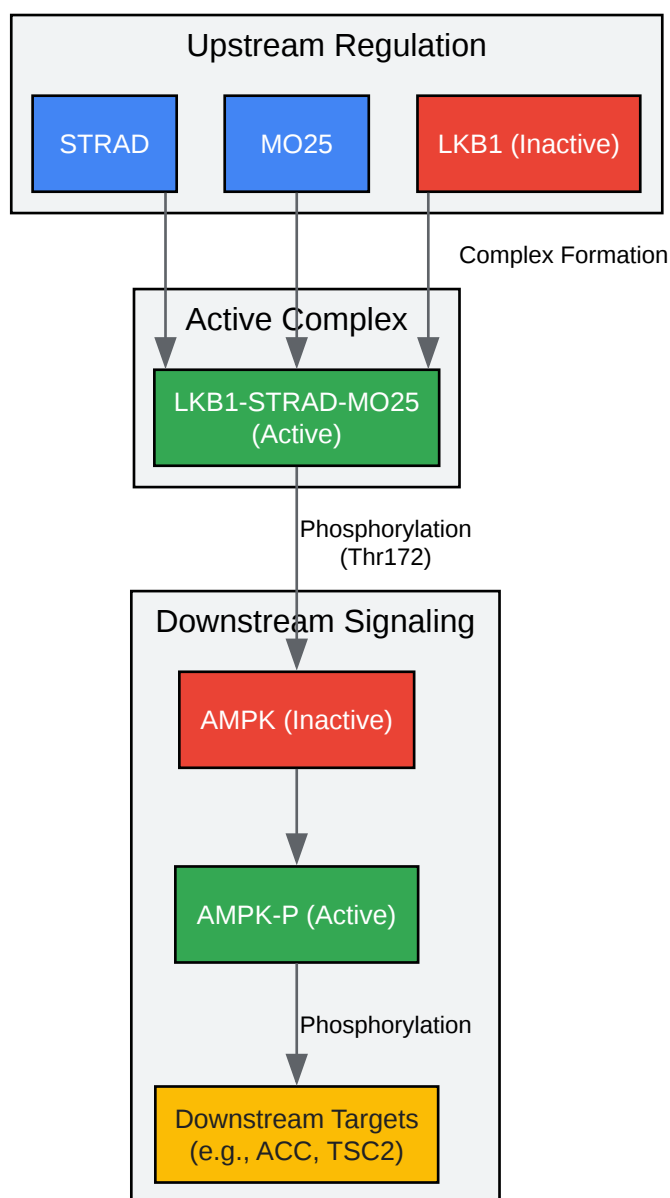 Upstream Regulation
STRAD
MO25
LKB1 (Inactive)
Complex Formation
Active Complex
LKB1-STRAD-MO25
(Active)
Phosphorylation
(Thr172)
Downstream Signaling
AMPK (Inactive)
AMPK-P (Active)
Phosphorylation
Downstream Targets
(e.g., ACC, TSC2)